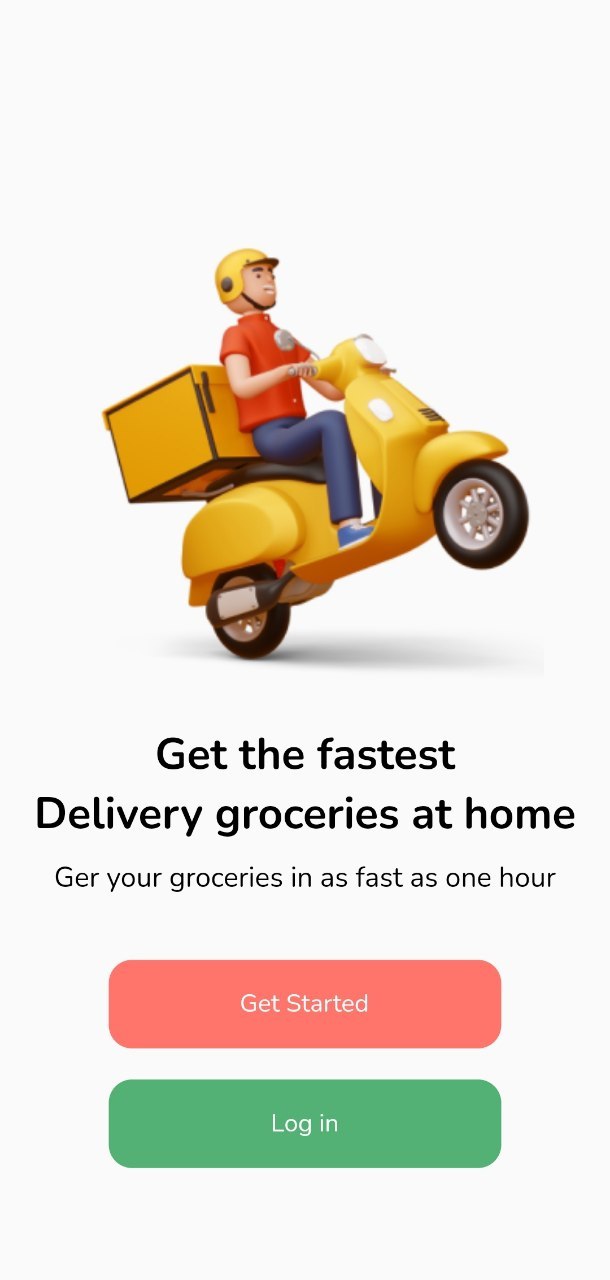 Get the fastest
Delivery groceries at home
Ger your groceries in as fast as one hour
Get Started
Log in